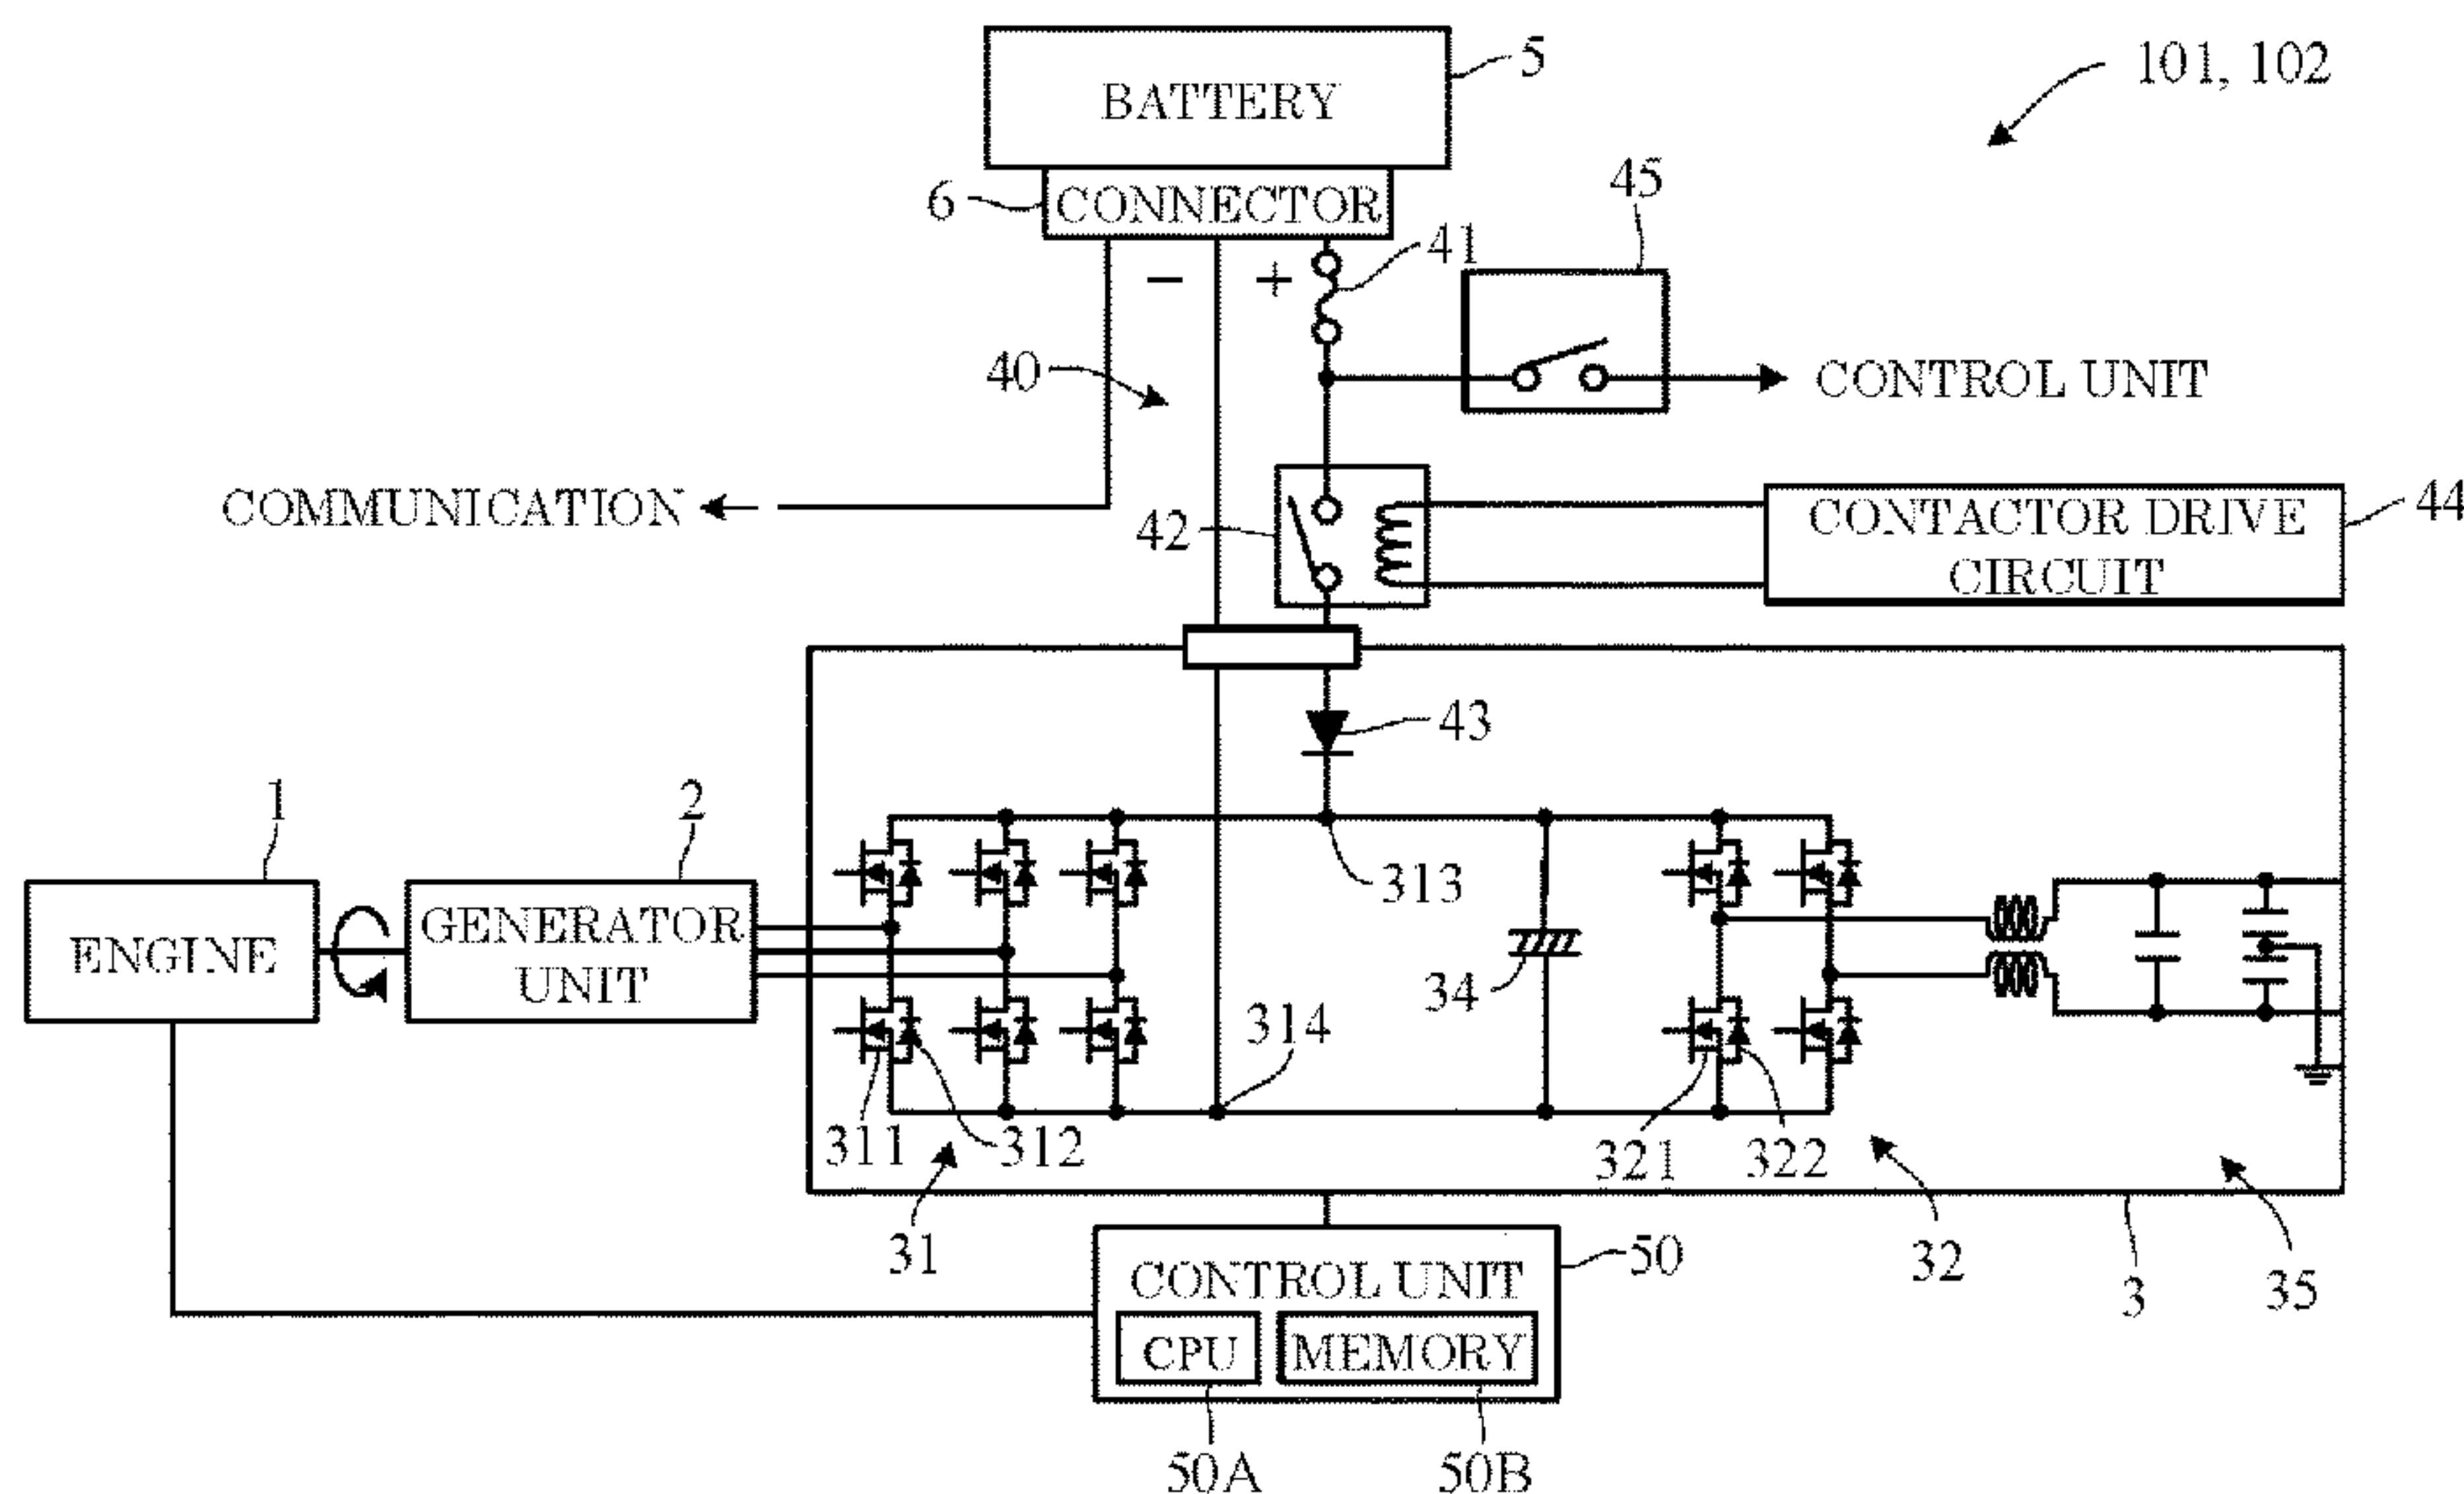 BATTERY
5
101, 102
6
CONNECTOR
45
41
−
+
40
CONTROL UNIT
COMMUNICATION
42
CONTACTOR DRIVE
CIRCUIT
44
43
1
2
313
ENGINE
GENERATOR
UNIT
34
314
311
312
321
322
31
32
3
35
50
CONTROL UNIT
CPU
MEMORY
50A
50B